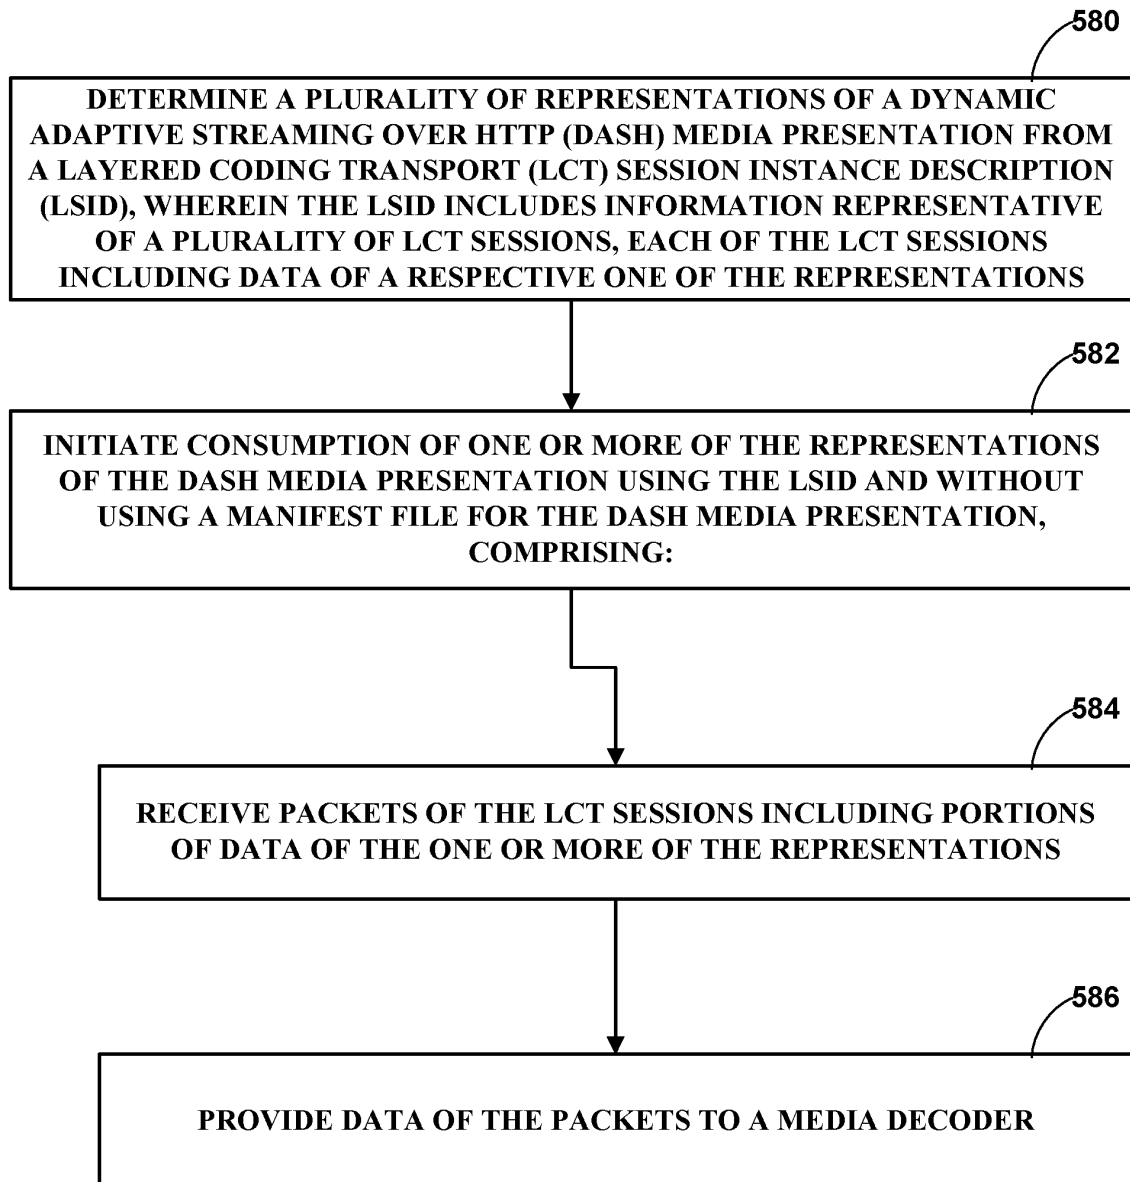 580
DETERMINE A PLURALITY OF REPRESENTATIONS OF A DYNAMIC
ADAPTIVE STREAMING OVER HTTP (DASH) MEDIA PRESENTATION FROM
A LAYERED CODING TRANSPORT (LCT) SESSION INSTANCE DESCRIPTION
(LSID), WHEREIN THE LSID INCLUDES INFORMATION REPRESENTATIVE
OF A PLURALITY OF LCT SESSIONS, EACH OF THE LCT SESSIONS
INCLUDING DATA OF A RESPECTIVE ONE OF THE REPRESENTATIONS
582
INITIATE CONSUMPTION OF ONE OR MORE OF THE REPRESENTATIONS
OF THE DASH MEDIA PRESENTATION USING THE LSID AND WITHOUT
USING A MANIFEST FILE FOR THE DASH MEDIA PRESENTATION,
COMPRISING:
584
RECEIVE PACKETS OF THE LCT SESSIONS INCLUDING PORTIONS
OF DATA OF THE ONE OR MORE OF THE REPRESENTATIONS
586
PROVIDE DATA OF THE PACKETS TO A MEDIA DECODER